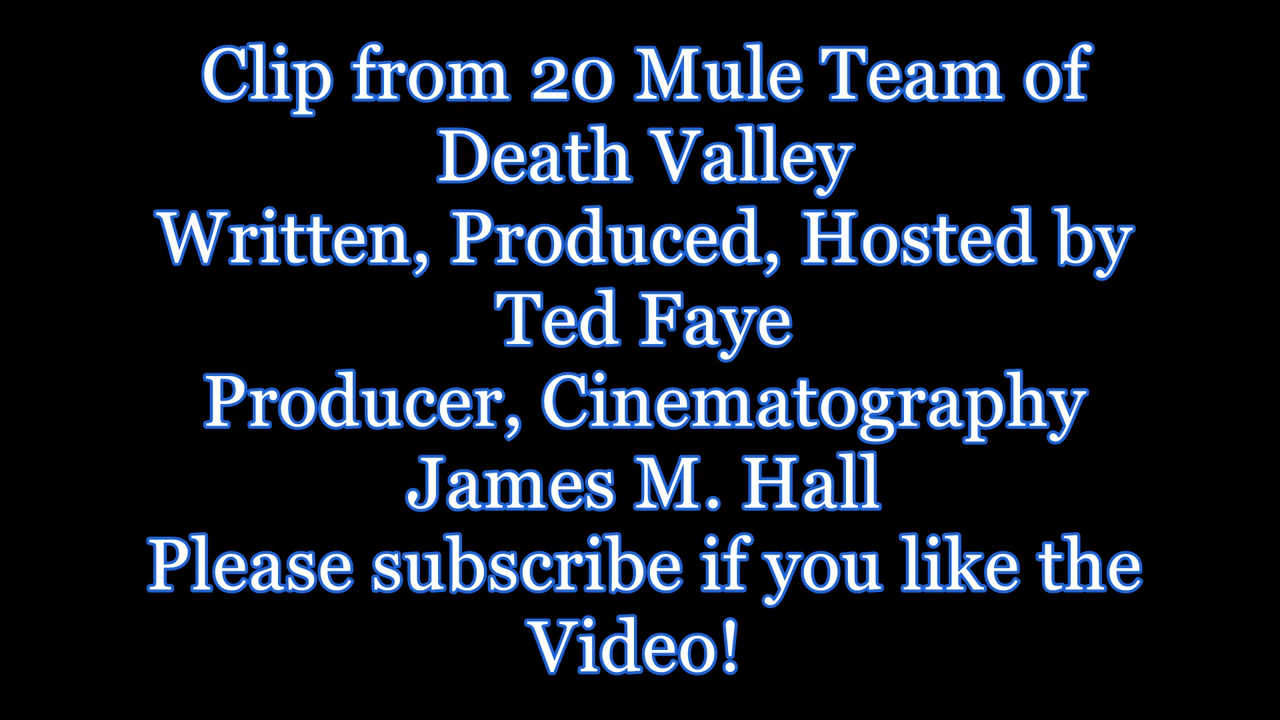 Clip from 20 Mule Team of
Death Valley
Written, Produced, Hosted by
Ted Faye
Producer, Cinematography
James M. Hall
Please subscribe if you like the
Video!